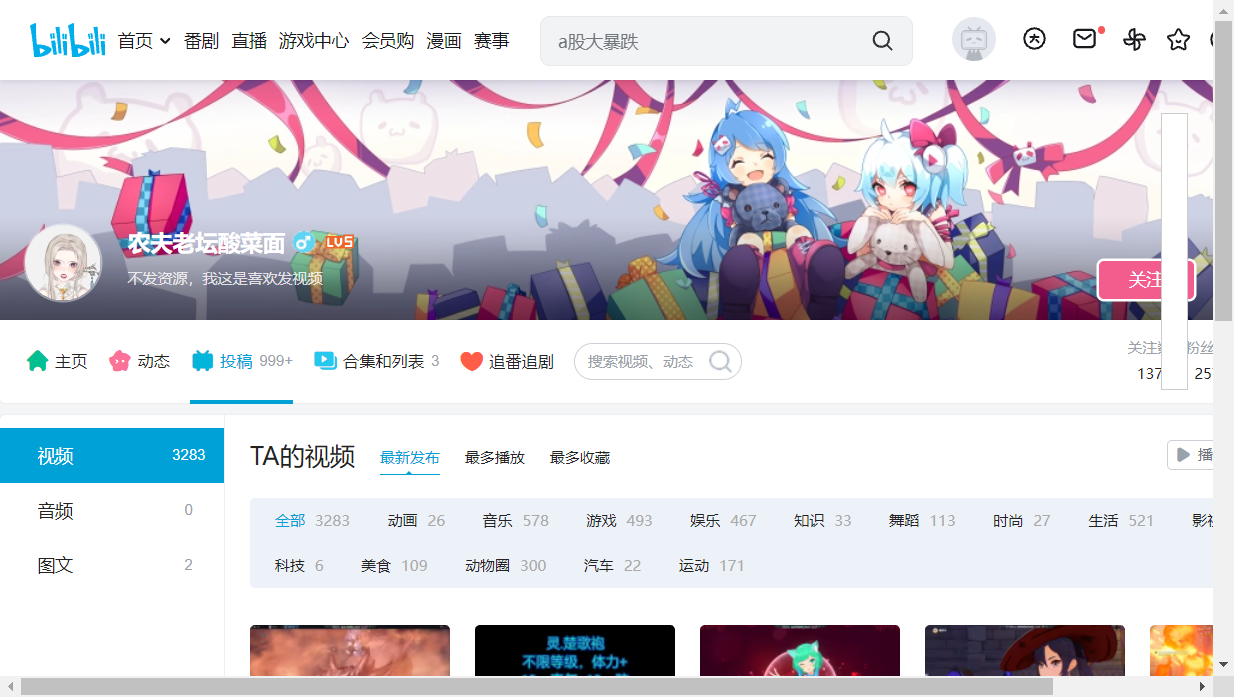 bilibili 首页 番剧 直播 游戏中心 会员购 漫画 赛事 a股大暴跌
农夫老坛酸菜面 LV5
不发资源，我这是喜欢发视频
关注
主页 动态 投稿 999+ 合集和列表 3 追番追剧 搜索视频、动态
关注 粉丝
137 25
视频 3283
音频 0
图文 2
TA的视频 最新发布 最多播放 最多收藏 播
全部 3283 动画 26 音乐 578 游戏 493 娱乐 467 知识 33 舞蹈 113 时尚 27 生活 521 影视
科技 6 美食 109 动物圈 300 汽车 22 运动 171
灵.楚歌袍
不限等级，体力+